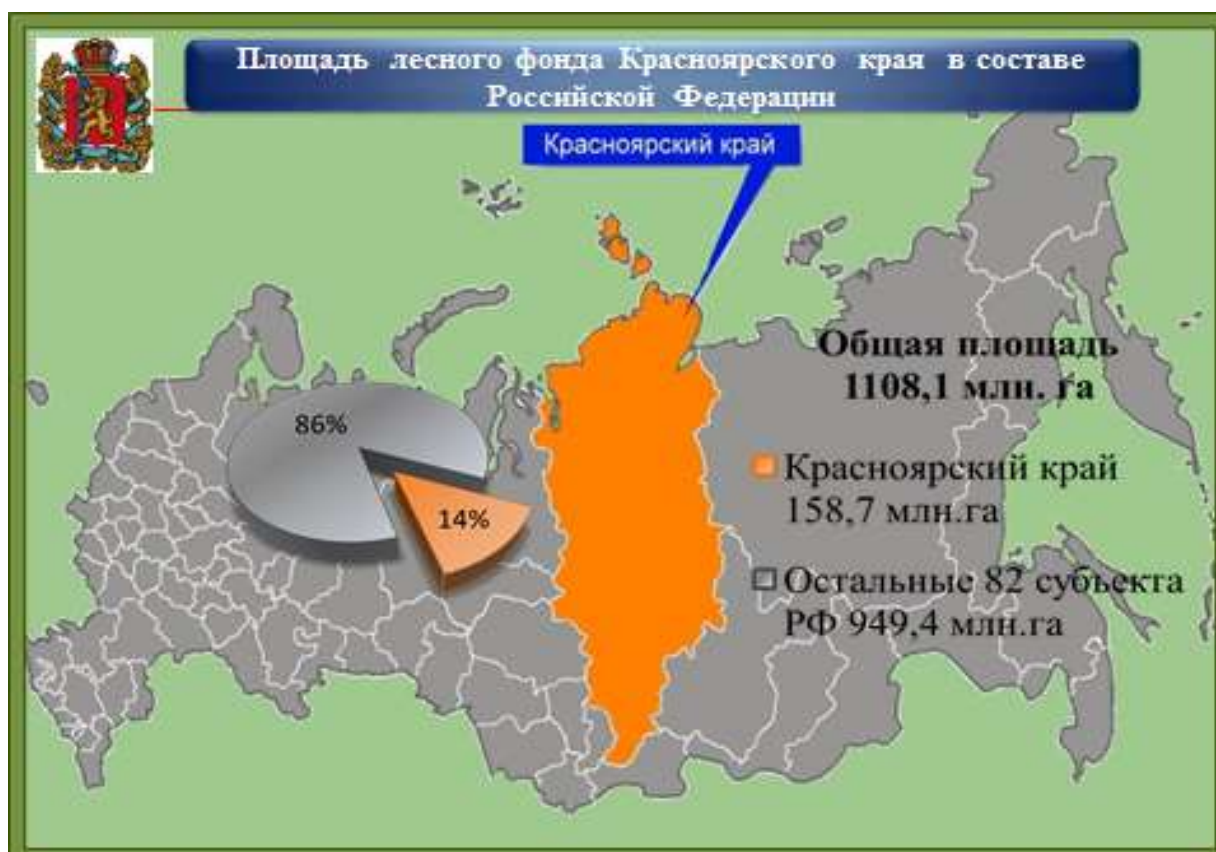 Площадь лесного фонда Красноярского края в составе
Российской Федерации
Красноярский край
Общая площадь
1108,1 млн. га
86%
14%
Красноярский край
158,7 млн.га
Остальные 82 субъекта
РФ 949,4 млн.га